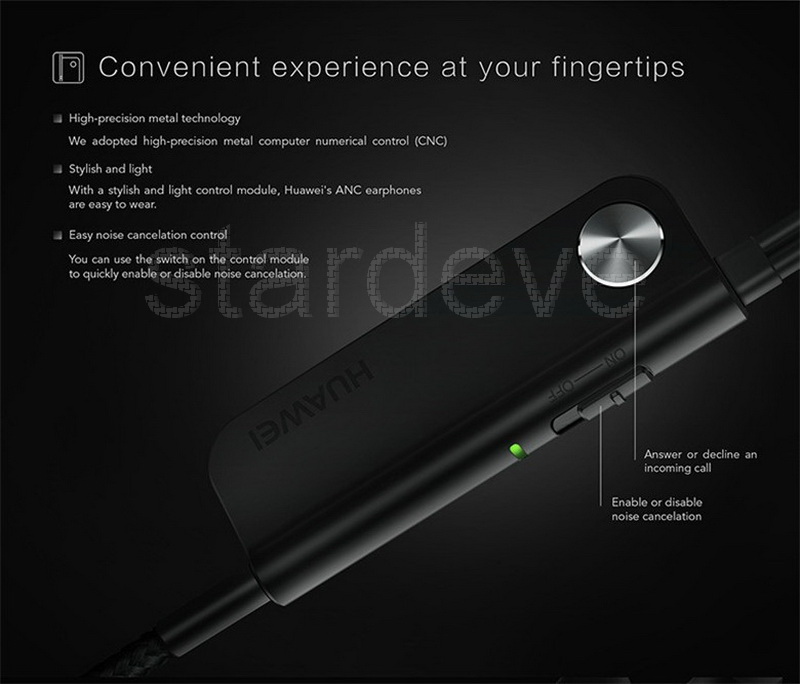 Convenient experience at your fingertips
High-precision metal technology
We adopted high-precision metal computer numerical control (CNC)
Stylish and light
With a stylish and light control module, Huawei's ANC earphones
are easy to wear.
Easy noise cancelation control
You can use the switch on the control module
to quickly enable or disable noise cancelation.
stardeve
HUAWEI
ON
OFF
Answer or decline an
incoming call
Enable or disable
noise cancelation